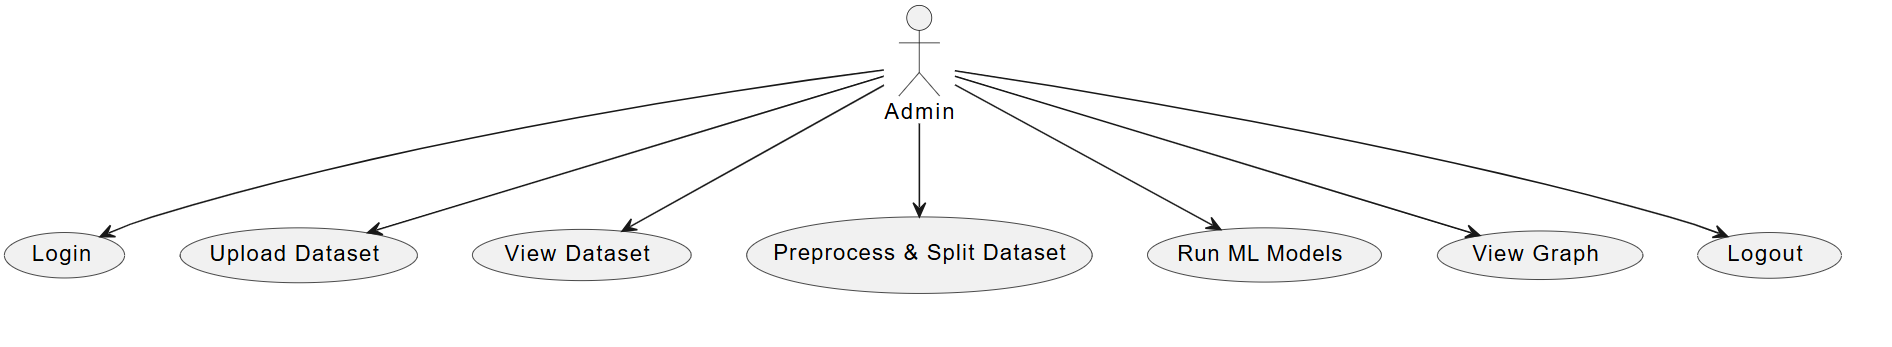 Admin
Login
Upload Dataset
View Dataset
Preprocess & Split Dataset
Run ML Models
View Graph
Logout